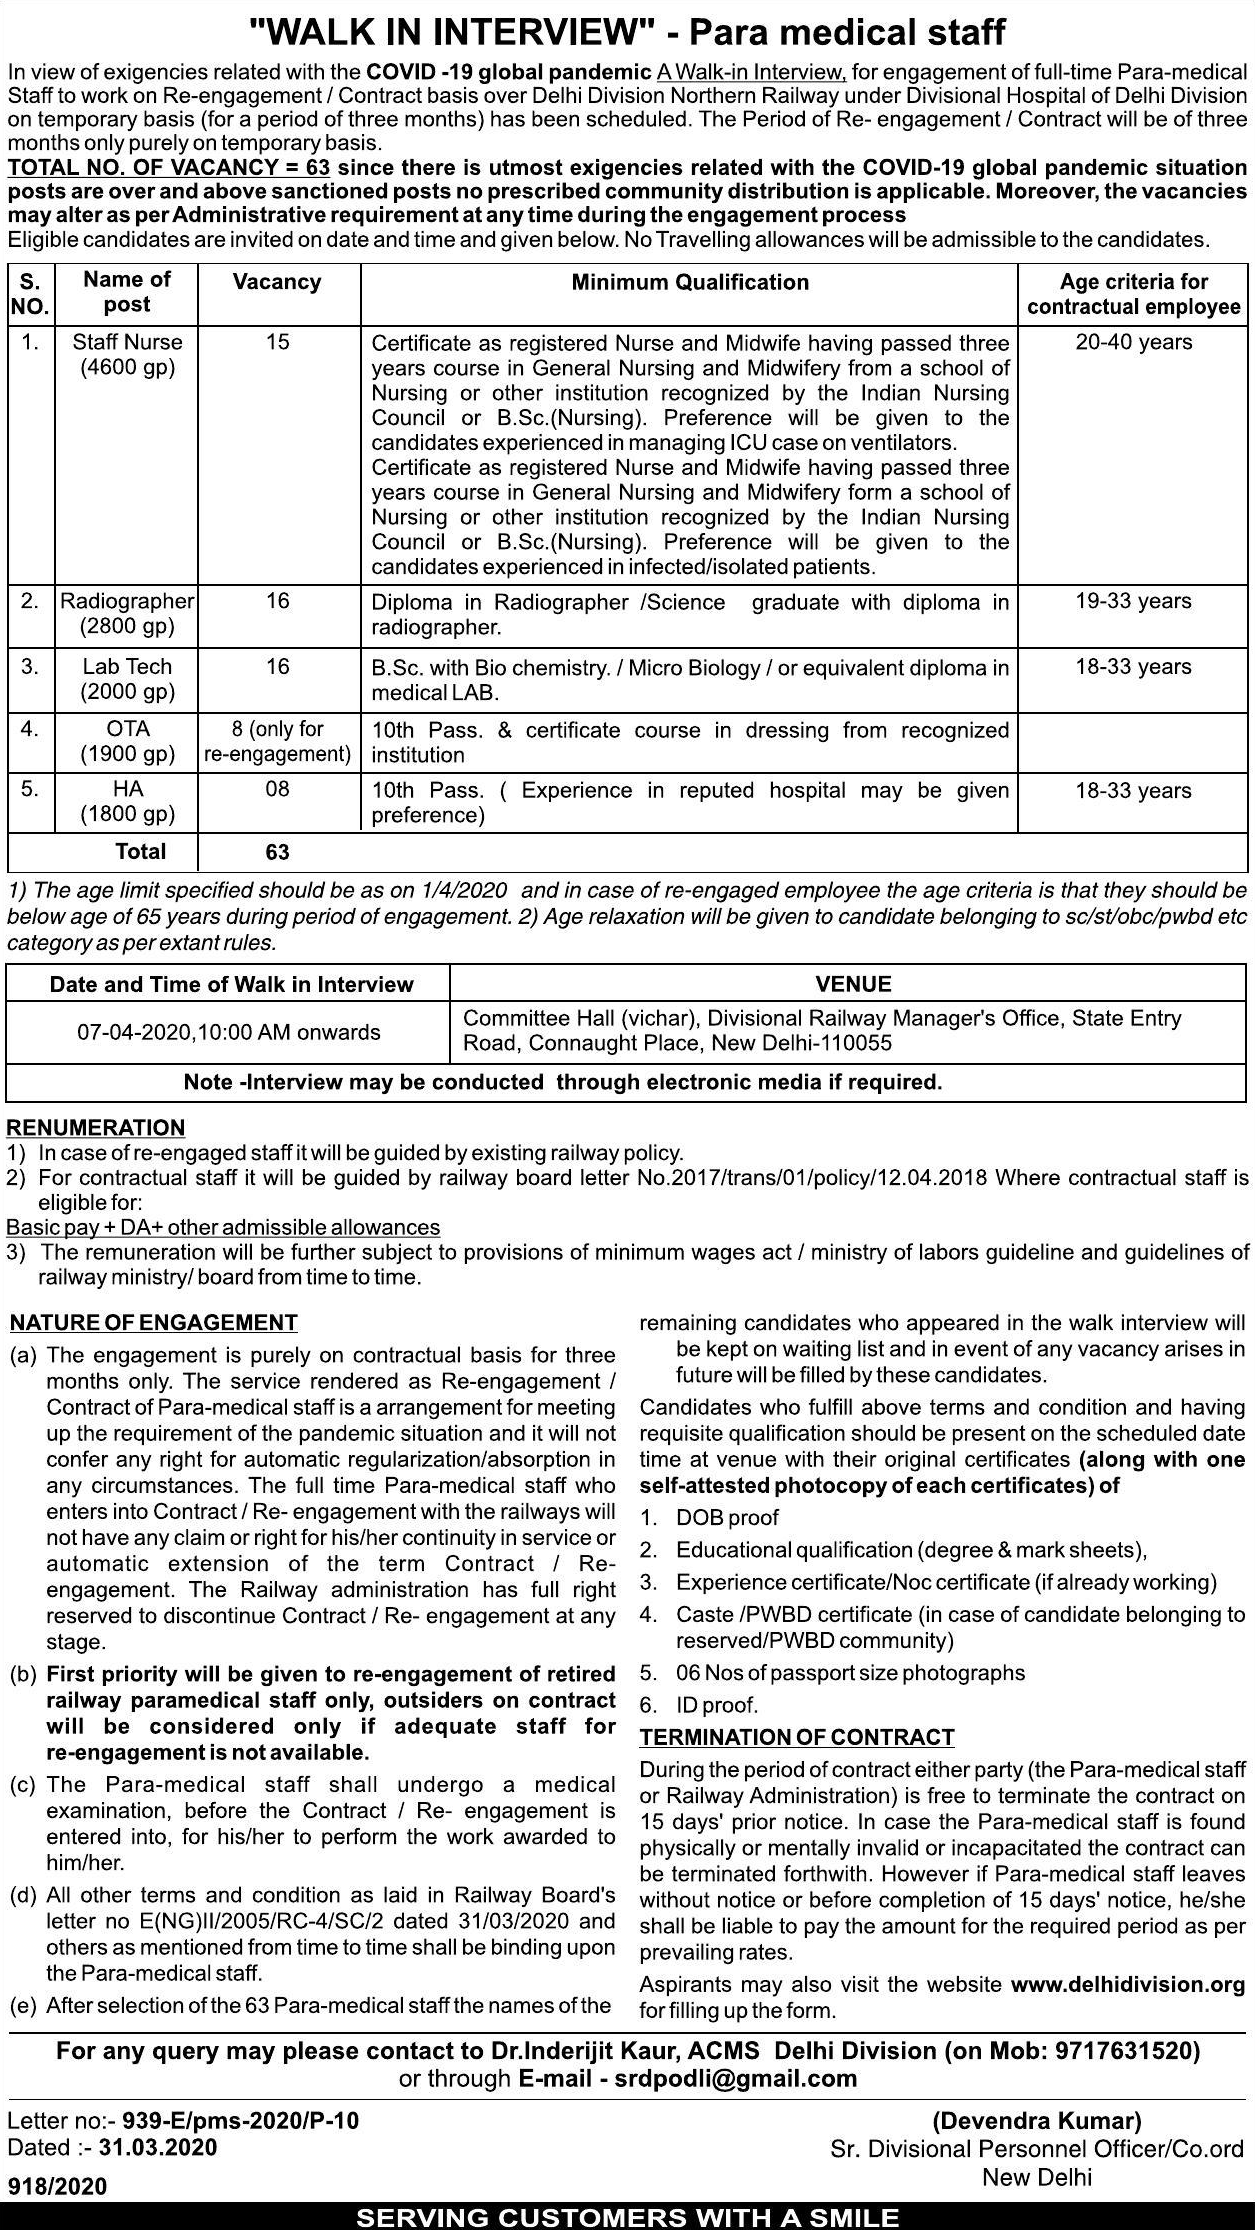 "WALK IN INTERVIEW" - Para medical staff
In view of exigencies related with the COVID -19 global pandemic A Walk-in Interview, for engagement of full-time Para-medical
Staff to work on Re-engagement / Contract basis over Delhi Division Northern Railway under Divisional Hospital of Delhi Division
on temporary basis (for a period of three months) has been scheduled. The Period of Re- engagement / Contract will be of three
months only purely on temporary basis.
TOTAL NO. OF VACANCY = 63 since there is utmost exigencies related with the COVID-19 global pandemic situation
posts are over and above sanctioned posts no prescribed community distribution is applicable. Moreover, the vacancies
may alter as per Administrative requirement at any time during the engagement process
Eligible candidates are invited on date and time and given below. No Travelling allowances will be admissible to the candidates.
S. NO. Name of post Vacancy Minimum Qualification Age criteria for contractual employee
1. Staff Nurse (4600 gp) 15 20-40 years
Certificate as registered Nurse and Midwife having passed three
years course in General Nursing and Midwifery from a school of
Nursing or other institution recognized by the Indian Nursing
Council or B.Sc.(Nursing). Preference will be given to the
candidates experienced in managing ICU case on ventilators.
Certificate as registered Nurse and Midwife having passed three
years course in General Nursing and Midwifery form a school of
Nursing or other institution recognized by the Indian Nursing
Council or B.Sc.(Nursing). Preference will be given to the
candidates experienced in infected/isolated patients.
2. Radiographer (2800 gp) 16 19-33 years
Diploma in Radiographer /Science graduate with diploma in
radiographer.
3. Lab Tech (2000 gp) 16 18-33 years
B.Sc. with Bio chemistry. / Micro Biology / or equivalent diploma in
medical LAB.
4. OTA (1900 gp) 8 (only for re-engagement)
10th Pass. & certificate course in dressing from recognized
institution
5. HA (1800 gp) 08 18-33 years
10th Pass. ( Experience in reputed hospital may be given
preference)
Total 63
1) The age limit specified should be as on 1/4/2020 and in case of re-engaged employee the age criteria is that they should be
below age of 65 years during period of engagement. 2) Age relaxation will be given to candidate belonging to sc/st/obc/pwbd etc
category as per extant rules.
Date and Time of Walk in Interview VENUE
07-04-2020,10:00 AM onwards
Committee Hall (vichar), Divisional Railway Manager's Office, State Entry
Road, Connaught Place, New Delhi-110055
Note -Interview may be conducted through electronic media if required.
RENUMERATION
1) In case of re-engaged staff it will be guided by existing railway policy.
2) For contractual staff it will be guided by railway board letter No.2017/trans/01/policy/12.04.2018 Where contractual staff is
eligible for:
Basic pay + DA+ other admissible allowances
3) The remuneration will be further subject to provisions of minimum wages act / ministry of labors guideline and guidelines of
railway ministry/ board from time to time.
NATURE OF ENGAGEMENT
(a) The engagement is purely on contractual basis for three
months only. The service rendered as Re-engagement /
Contract of Para-medical staff is a arrangement for meeting
up the requirement of the pandemic situation and it will not
confer any right for automatic regularization/absorption in
any circumstances. The full time Para-medical staff who
enters into Contract / Re- engagement with the railways will
not have any claim or right for his/her continuity in service or
automatic extension of the term Contract / Re-
engagement. The Railway administration has full right
reserved to discontinue Contract / Re- engagement at any
stage.
(b) First priority will be given to re-engagement of retired
railway paramedical staff only, outsiders on contract
will be considered only if adequate staff for
re-engagement is not available.
(c) The Para-medical staff shall undergo a medical
examination, before the Contract / Re- engagement is
entered into, for his/her to perform the work awarded to
him/her.
(d) All other terms and condition as laid in Railway Board's
letter no E(NG)II/2005/RC-4/SC/2 dated 31/03/2020 and
others as mentioned from time to time shall be binding upon
the Para-medical staff.
(e) After selection of the 63 Para-medical staff the names of the
remaining candidates who appeared in the walk interview will
be kept on waiting list and in event of any vacancy arises in
future will be filled by these candidates.
Candidates who fulfill above terms and condition and having
requisite qualification should be present on the scheduled date
time at venue with their original certificates (along with one
self-attested photocopy of each certificates) of
1. DOB proof
2. Educational qualification (degree & mark sheets),
3. Experience certificate/Noc certificate (if already working)
4. Caste /PWBD certificate (in case of candidate belonging to
reserved/PWBD community)
5. 06 Nos of passport size photographs
6. ID proof.
TERMINATION OF CONTRACT
During the period of contract either party (the Para-medical staff
or Railway Administration) is free to terminate the contract on
15 days' prior notice. In case the Para-medical staff is found
physically or mentally invalid or incapacitated the contract can
be terminated forthwith. However if Para-medical staff leaves
without notice or before completion of 15 days' notice, he/she
shall be liable to pay the amount for the required period as per
prevailing rates.
Aspirants may also visit the website www.delhidivision.org
for filling up the form.
For any query may please contact to Dr.Inderijit Kaur, ACMS Delhi Division (on Mob: 9717631520)
or through E-mail - srdpodli@gmail.com
Letter no:- 939-E/pms-2020/P-10
Dated :- 31.03.2020
918/2020
(Devendra Kumar)
Sr. Divisional Personnel Officer/Co.ord
New Delhi
SERVING CUSTOMERS WITH A SMILE